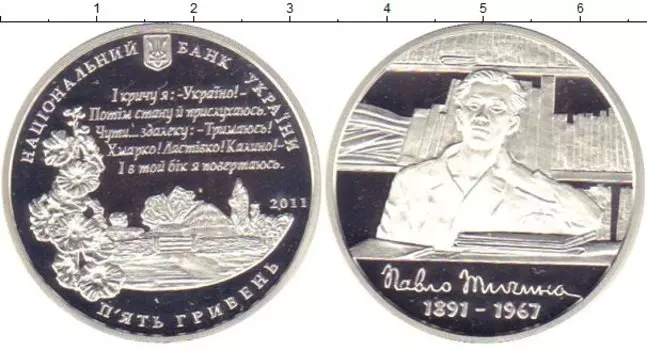 1 2 3 4 5 6
НАЦІОНАЛЬНИЙ БАНК УКРАЇНИ
І кричу я: -Україно!-
Потім стану й прислухаюсь.
Чути... здалеку: -Тримаюсь!
Хмарко! Ластівко! Калино!-
І в той бік я повертаюсь.
2011
П'ЯТЬ ГРИВЕНЬ
Павло Тичина
1891 - 1967